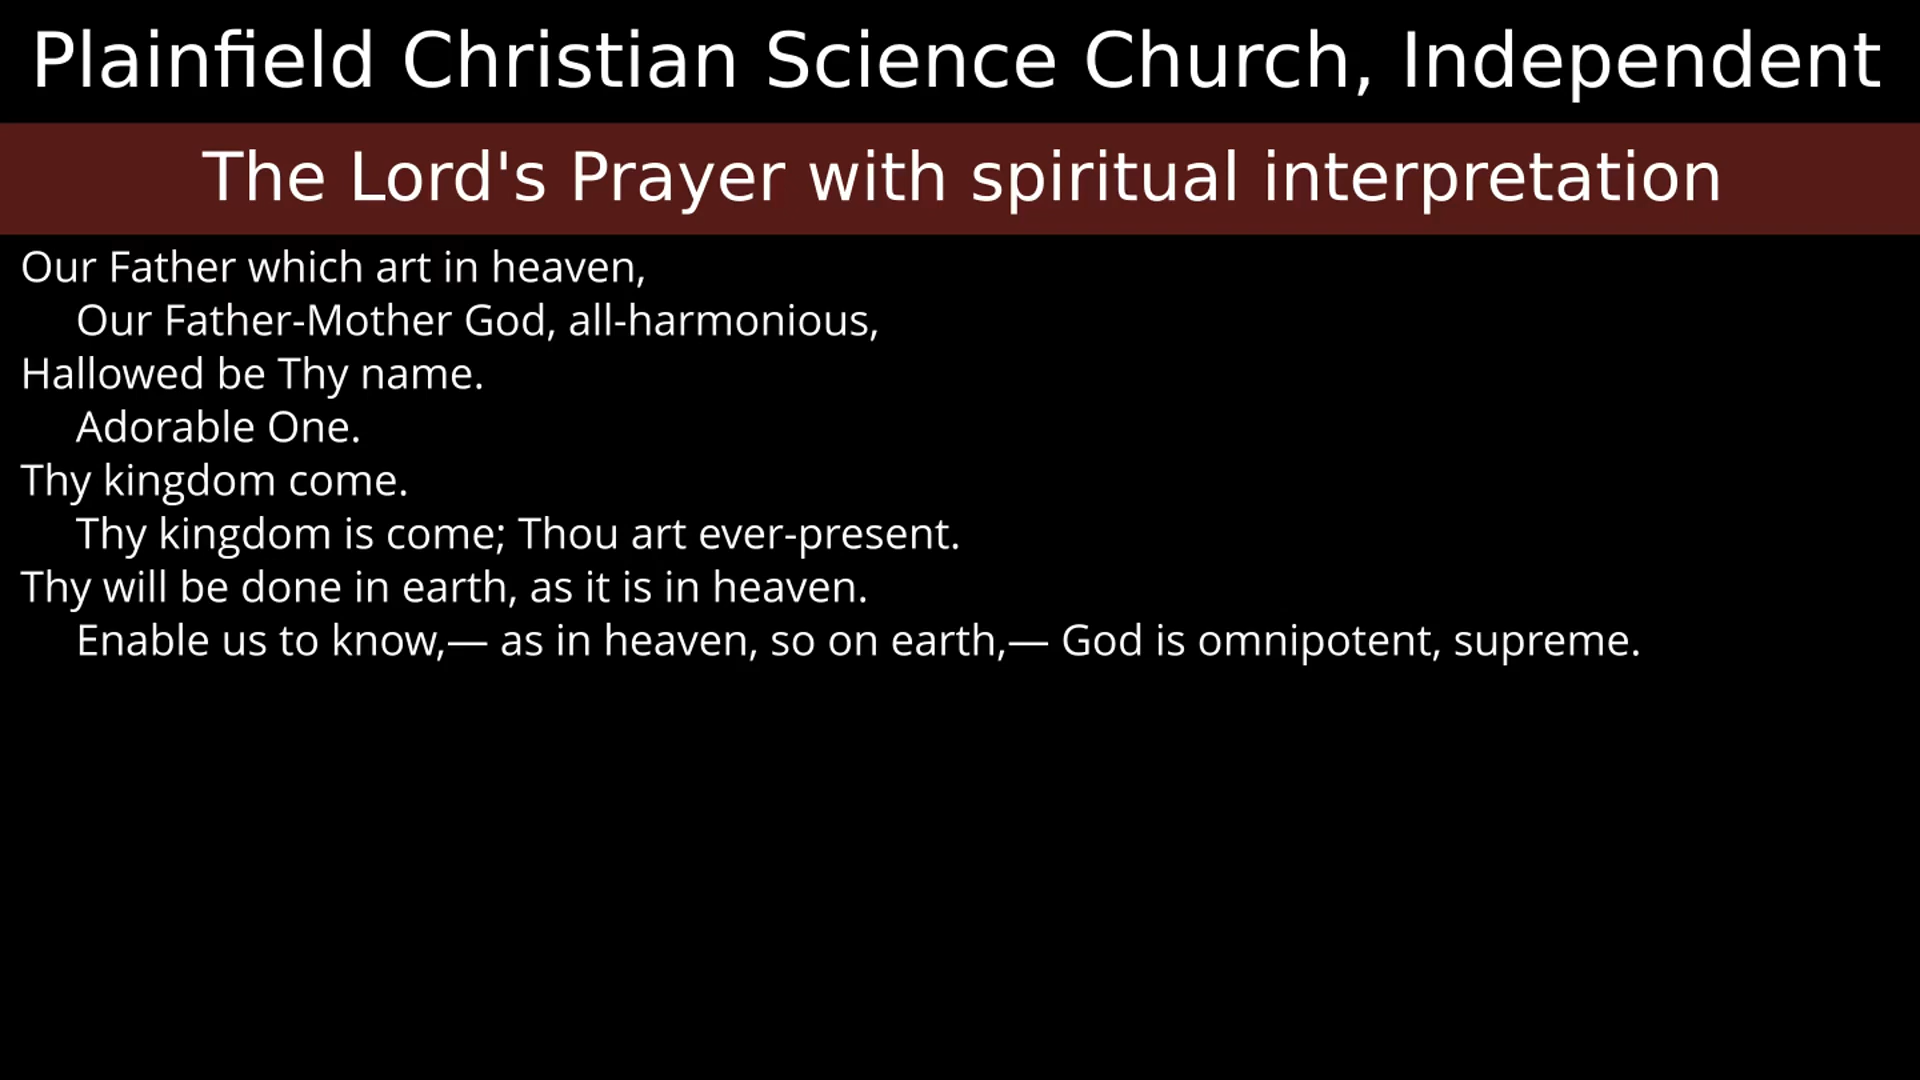 Plainfield Christian Science Church, Independent
The Lord's Prayer with spiritual interpretation
Our Father which art in heaven,
Our Father-Mother God, all-harmonious,
Hallowed be Thy name.
Adorable One.
Thy kingdom come.
Thy kingdom is come; Thou art ever-present.
Thy will be done in earth, as it is in heaven.
Enable us to know,— as in heaven, so on earth,— God is omnipotent, supreme.